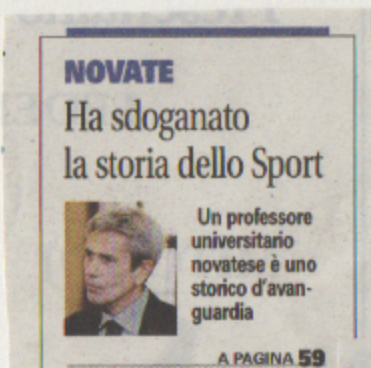 NOVATE
Ha sdoganato
la storia dello Sport
Un professore
universitario
novatese è uno
storico d'avan-
guardia
A PAGINA 59